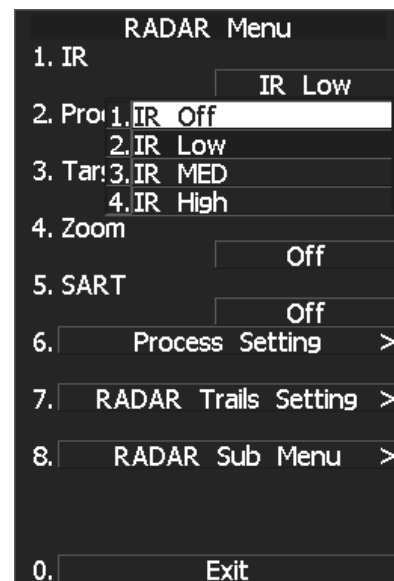 RADAR Menu
1. IR
IR Low
2. Pro
1. IR Off
2. IR Low
3. Tar
3. IR MED
4. IR High
4. Zoom
Off
5. SART
Off
6. Process Setting >
7. RADAR Trails Setting >
8. RADAR Sub Menu >
0. Exit